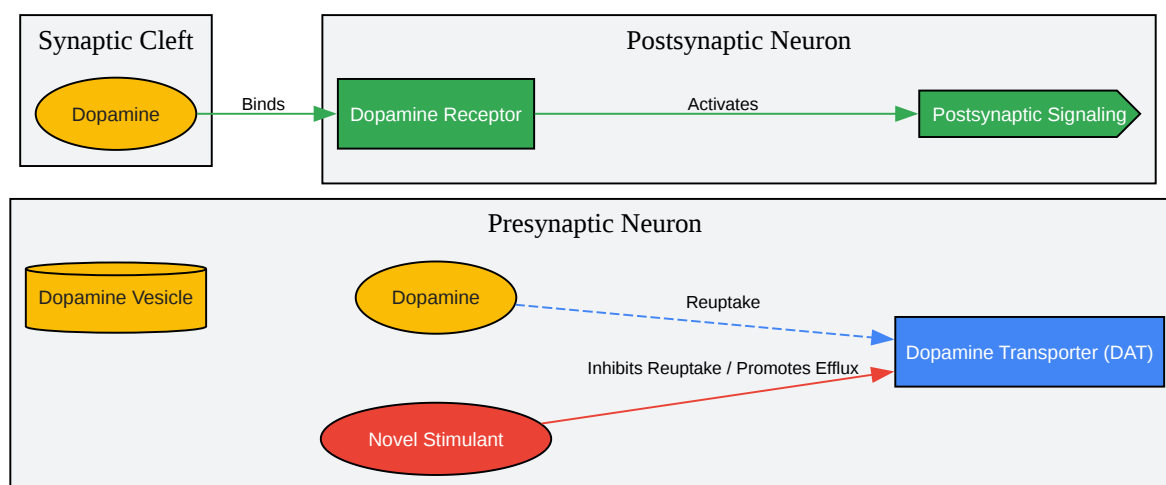 Synaptic Cleft
Postsynaptic Neuron
Dopamine
Binds
Dopamine Receptor
Activates
Postsynaptic Signaling
Presynaptic Neuron
Dopamine Vesicle
Dopamine
Reuptake
Dopamine Transporter (DAT)
Inhibits Reuptake / Promotes Efflux
Novel Stimulant